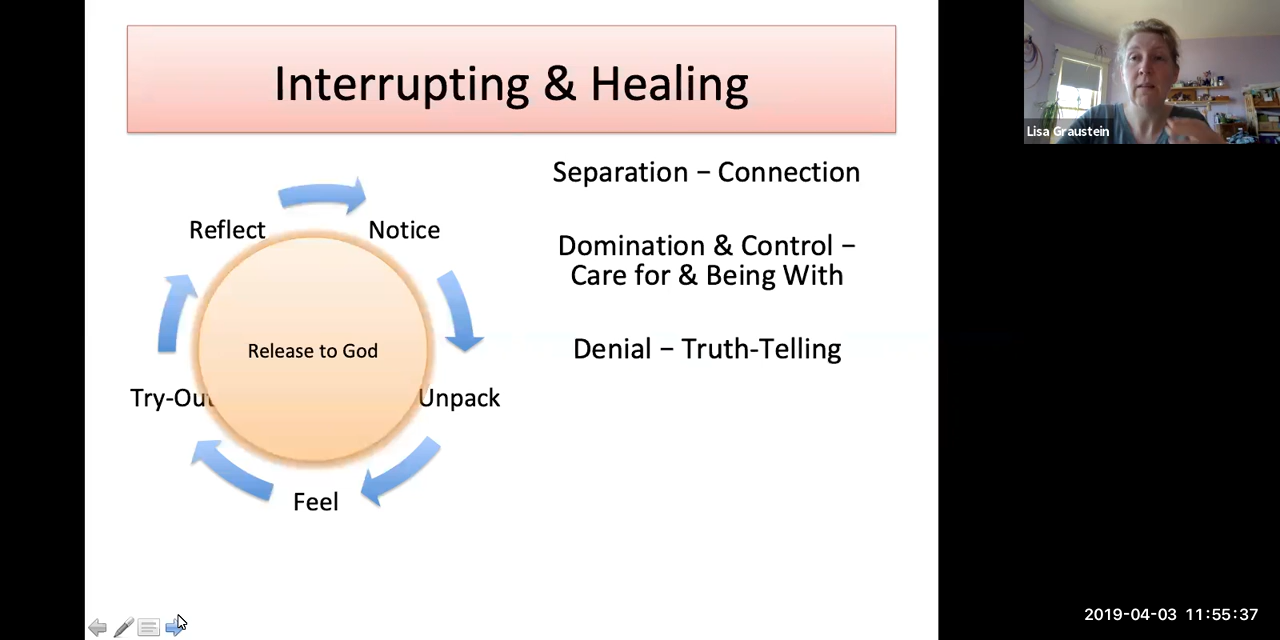 Interrupting & Healing
Lisa Graustein
Separation – Connection
Domination & Control –
Care for & Being With
Denial – Truth-Telling
Reflect
Notice
Release to God
Try-Out
Unpack
Feel
2019-04-03 11:55:37